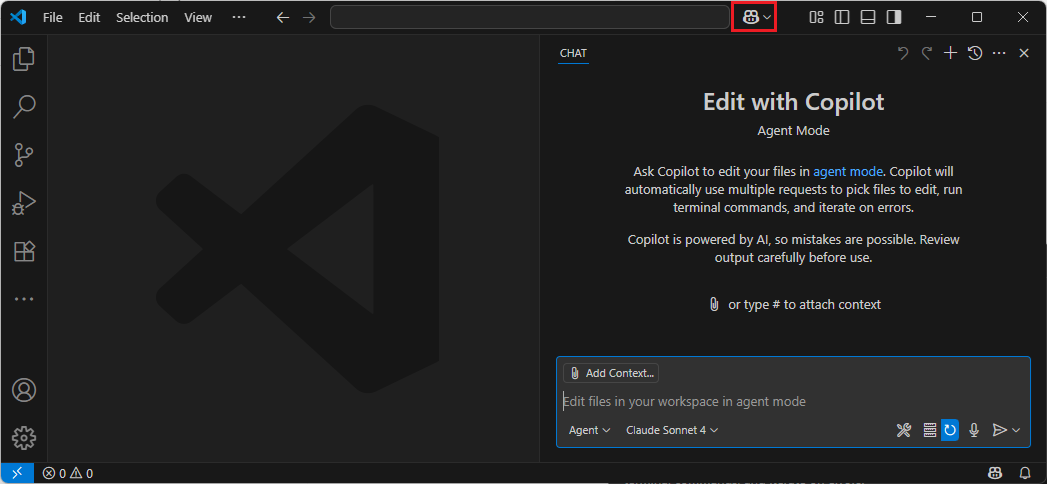 File Edit Selection View ···
CHAT
Edit with Copilot
Agent Mode
Ask Copilot to edit your files in agent mode. Copilot will
automatically use multiple requests to pick files to edit, run
terminal commands, and iterate on errors.
Copilot is powered by AI, so mistakes are possible. Review
output carefully before use.
or type # to attach context
Add Context...
Edit files in your workspace in agent mode
Agent Claude Sonnet 4
0 0